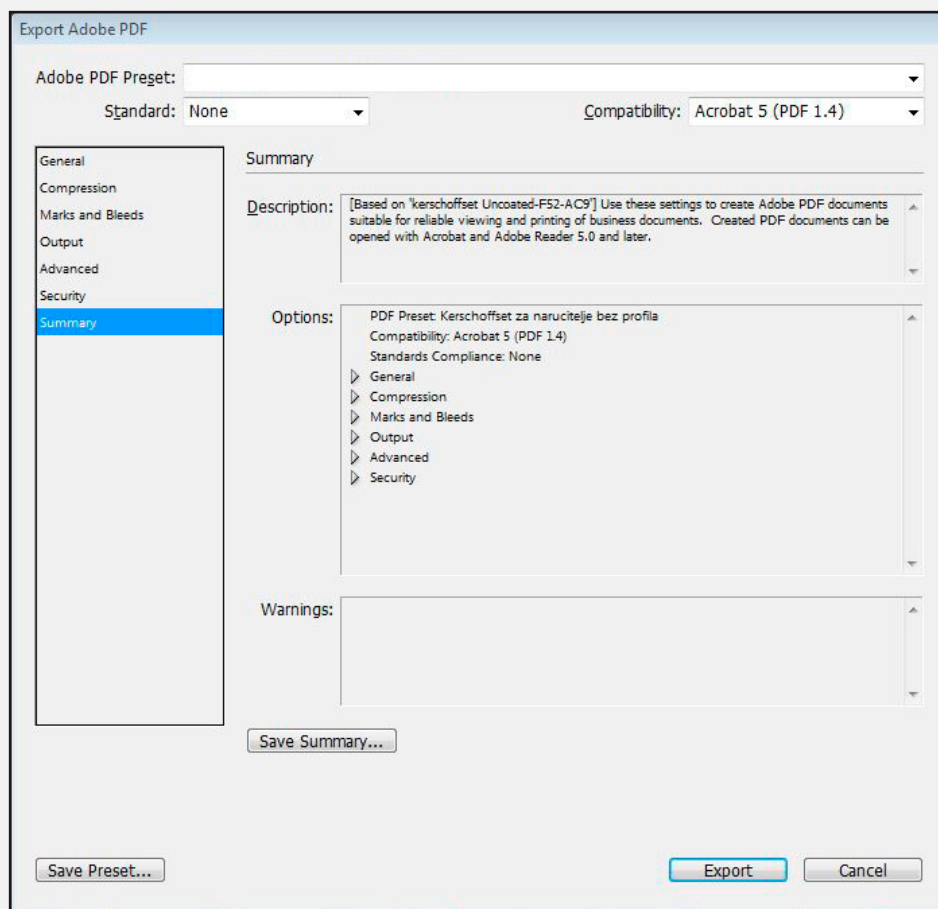 Export Adobe PDF
Adobe PDF Preset:
Standard: None Compatibility: Acrobat 5 (PDF 1.4)
General
Compression
Marks and Bleeds
Output
Advanced
Security
Summary
Summary
Description: [Based on 'kerschoffset Uncoated-F52-AC9'] Use these settings to create Adobe PDF documents
suitable for reliable viewing and printing of business documents. Created PDF documents can be
opened with Acrobat and Adobe Reader 5.0 and later.
Options: PDF Preset: Kerschoffset za narucitelje bez profila
Compatibility: Acrobat 5 (PDF 1.4)
Standards Compliance: None
General
Compression
Marks and Bleeds
Output
Advanced
Security
Warnings:
Save Summary...
Save Preset... Export Cancel